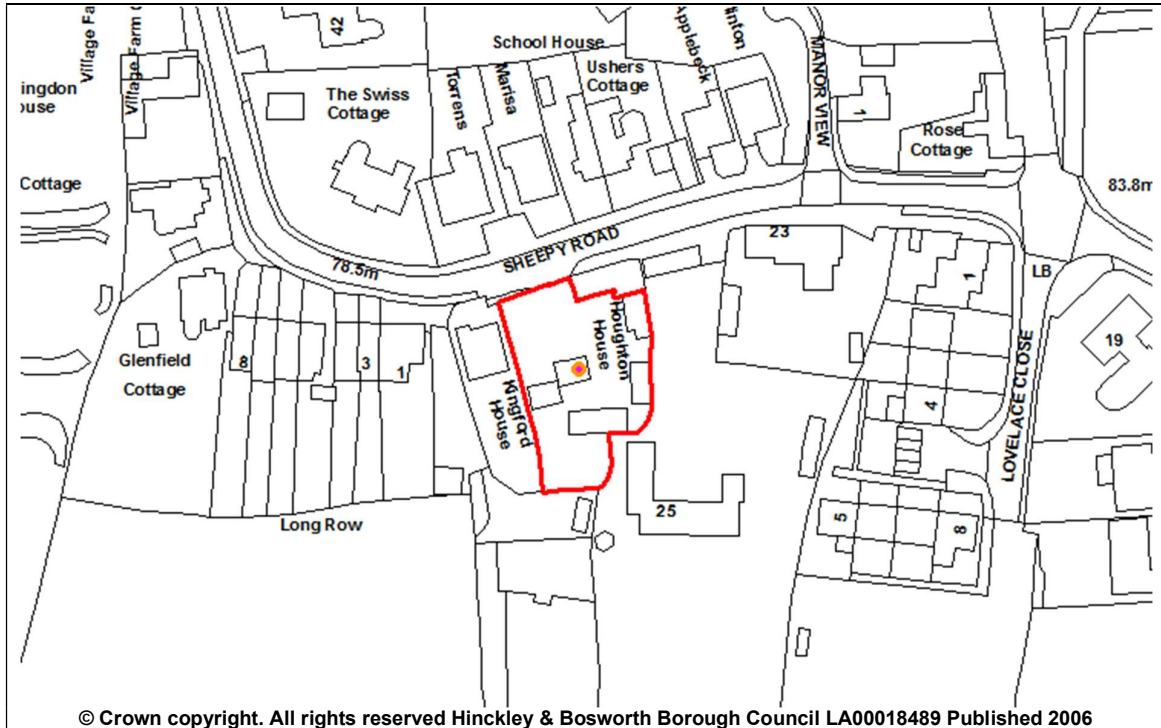 Village Fa
Village Farm C
42
School House
Applebeck
linton
MANOR VIEW
ingdon
ouse
The Swiss
Cottage
Torrens
Marisa
Ushers
Cottage
1
Rose
Cottage
Cottage
83.8m
SHEEPY ROAD
23
78.5m
1
LB
Houghton
House
19
Glenfield
Cottage
8
3
1
Kingford
House
4
LOVELACE CLOSE
Long Row
25
5
8
© Crown copyright. All rights reserved Hinckley & Bosworth Borough Council LA00018489 Published 2006